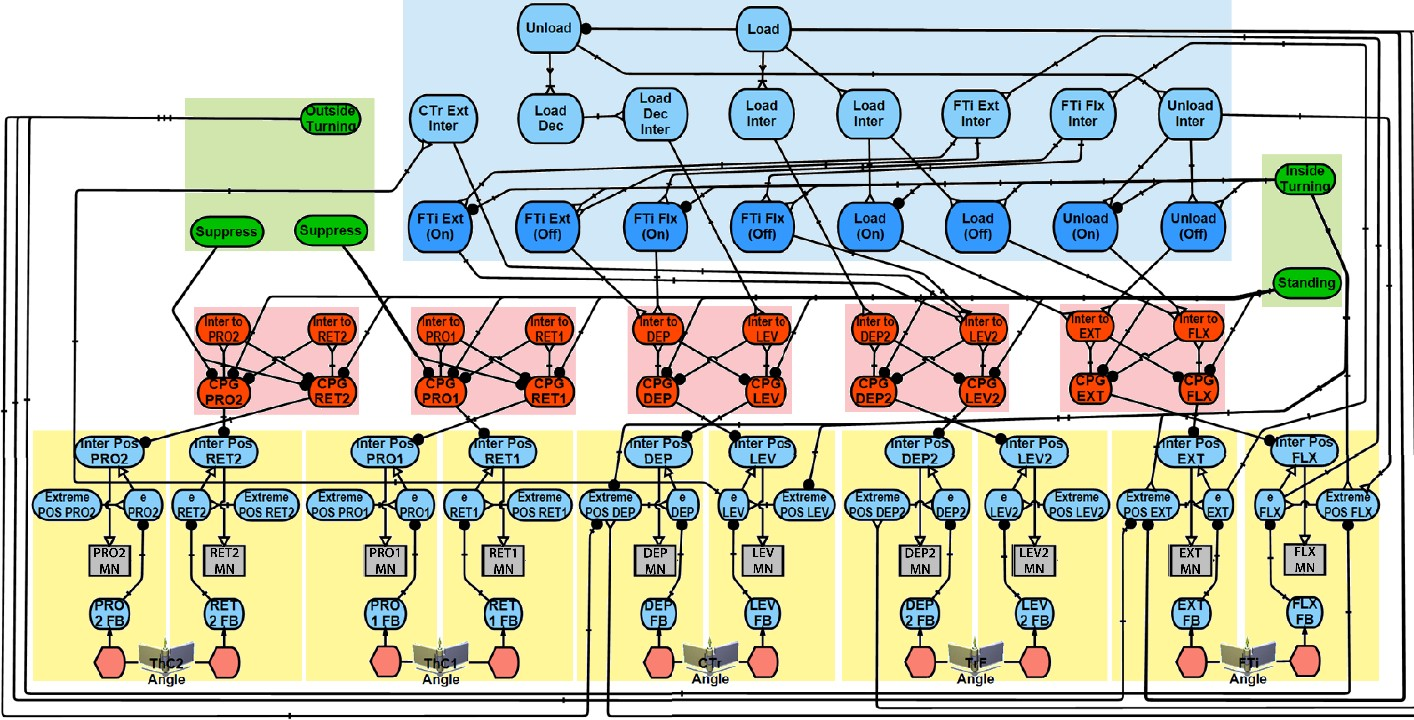 Unload
Load
CTr Ext
Inter
Load
Dec
Load
Dec
Inter
Load
Inter
Load
Inter
FTi Ext
Inter
FTi Flx
Inter
Unload
Inter
Outside
Turning
Inside
Turning
Suppress
Suppress
FTi Ext
(On)
FTi Ext
(Off)
FTi Flx
(On)
FTi Flx
(Off)
Load
(On)
Load
(Off)
Unload
(On)
Unload
(Off)
Standing
Inter to
PRO2
Inter to
RET2
Inter to
PRO1
Inter to
RET1
Inter to
DEP
Inter to
LEV
Inter to
DEP2
Inter to
LEV2
Inter to
EXT
Inter to
FLX
CPG
PRO2
CPG
RET2
CPG
PRO1
CPG
RET1
CPG
DEP
CPG
LEV
CPG
DEP2
CPG
LEV2
CPG
EXT
CPG
FLX
Inter Pos
PRO2
Inter Pos
RET2
Inter Pos
PRO1
Inter Pos
RET1
Inter Pos
DEP
Inter Pos
LEV
Inter Pos
DEP2
Inter Pos
LEV2
Inter Pos
EXT
Inter Pos
FLX
Extreme
POS PRO2
e
PRO2
e
RET2
Extreme
POS RET2
Extreme
POS PRO1
e
PRO1
e
RET1
Extreme
POS RET1
Extreme
POS DEP
e
DEP
e
LEV
Extreme
POS LEV
Extreme
POS DEP2
e
DEP2
e
LEV2
Extreme
POS LEV2
Extreme
POS EXT
e
EXT
e
FLX
Extreme
POS FLX
PRO2
MN
RET2
MN
PRO1
MN
RET1
MN
DEP
MN
LEV
MN
DEP2
MN
LEV2
MN
EXT
MN
FLX
MN
PRO
2 FB
RET
2 FB
PRO
1 FB
RET
1 FB
DEP
FB
LEV
FB
DEP
2 FB
LEV
2 FB
EXT
FB
FLX
FB
ThC2
Angle
ThC1
Angle
CTr
Angle
TrF
Angle
FTi
Angle